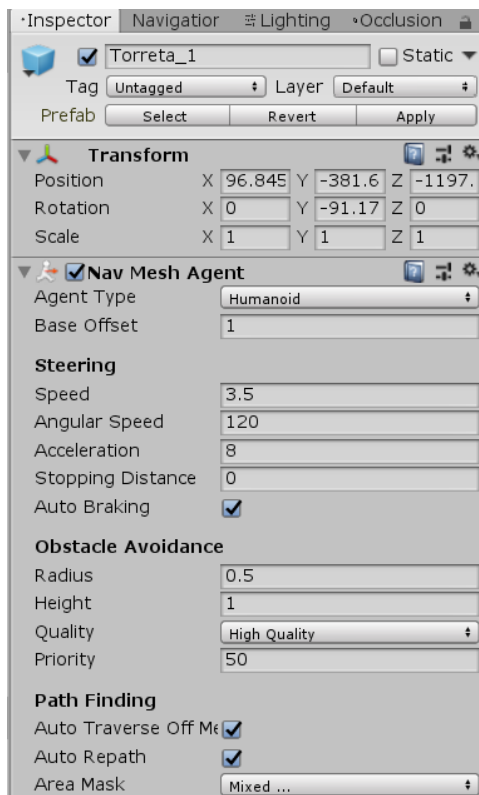 Inspector Navigatior Lighting Occlusion
Torreta_1 Static
Tag Untagged Layer Default
Prefab Select Revert Apply
Transform
Position X 96.845 Y -381.6 Z -1197.
Rotation X 0 Y -91.17 Z 0
Scale X 1 Y 1 Z 1
Nav Mesh Agent
Agent Type Humanoid
Base Offset 1
Steering
Speed 3.5
Angular Speed 120
Acceleration 8
Stopping Distance 0
Auto Braking
Obstacle Avoidance
Radius 0.5
Height 1
Quality High Quality
Priority 50
Path Finding
Auto Traverse Off Me
Auto Repath
Area Mask Mixed ...